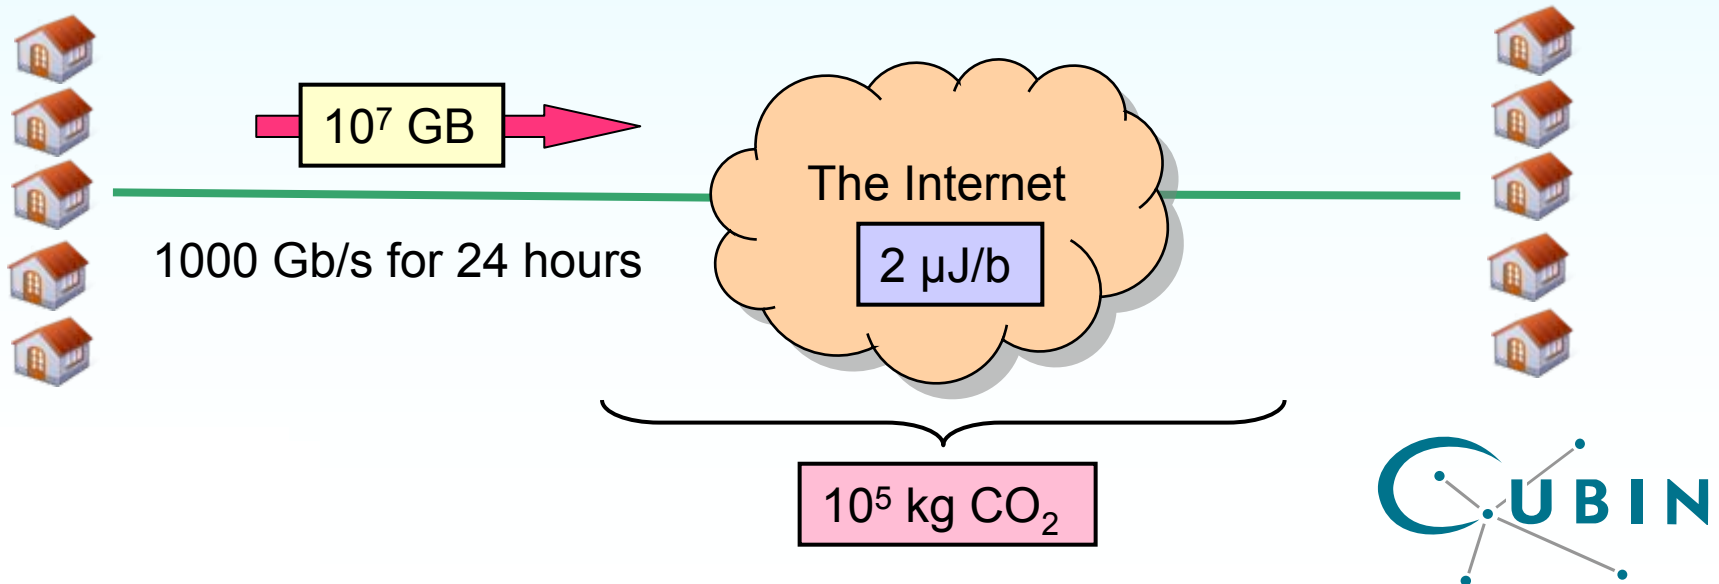 10⁷ GB
The Internet
1000 Gb/s for 24 hours
2 µJ/b
10⁵ kg CO₂
CUBIN